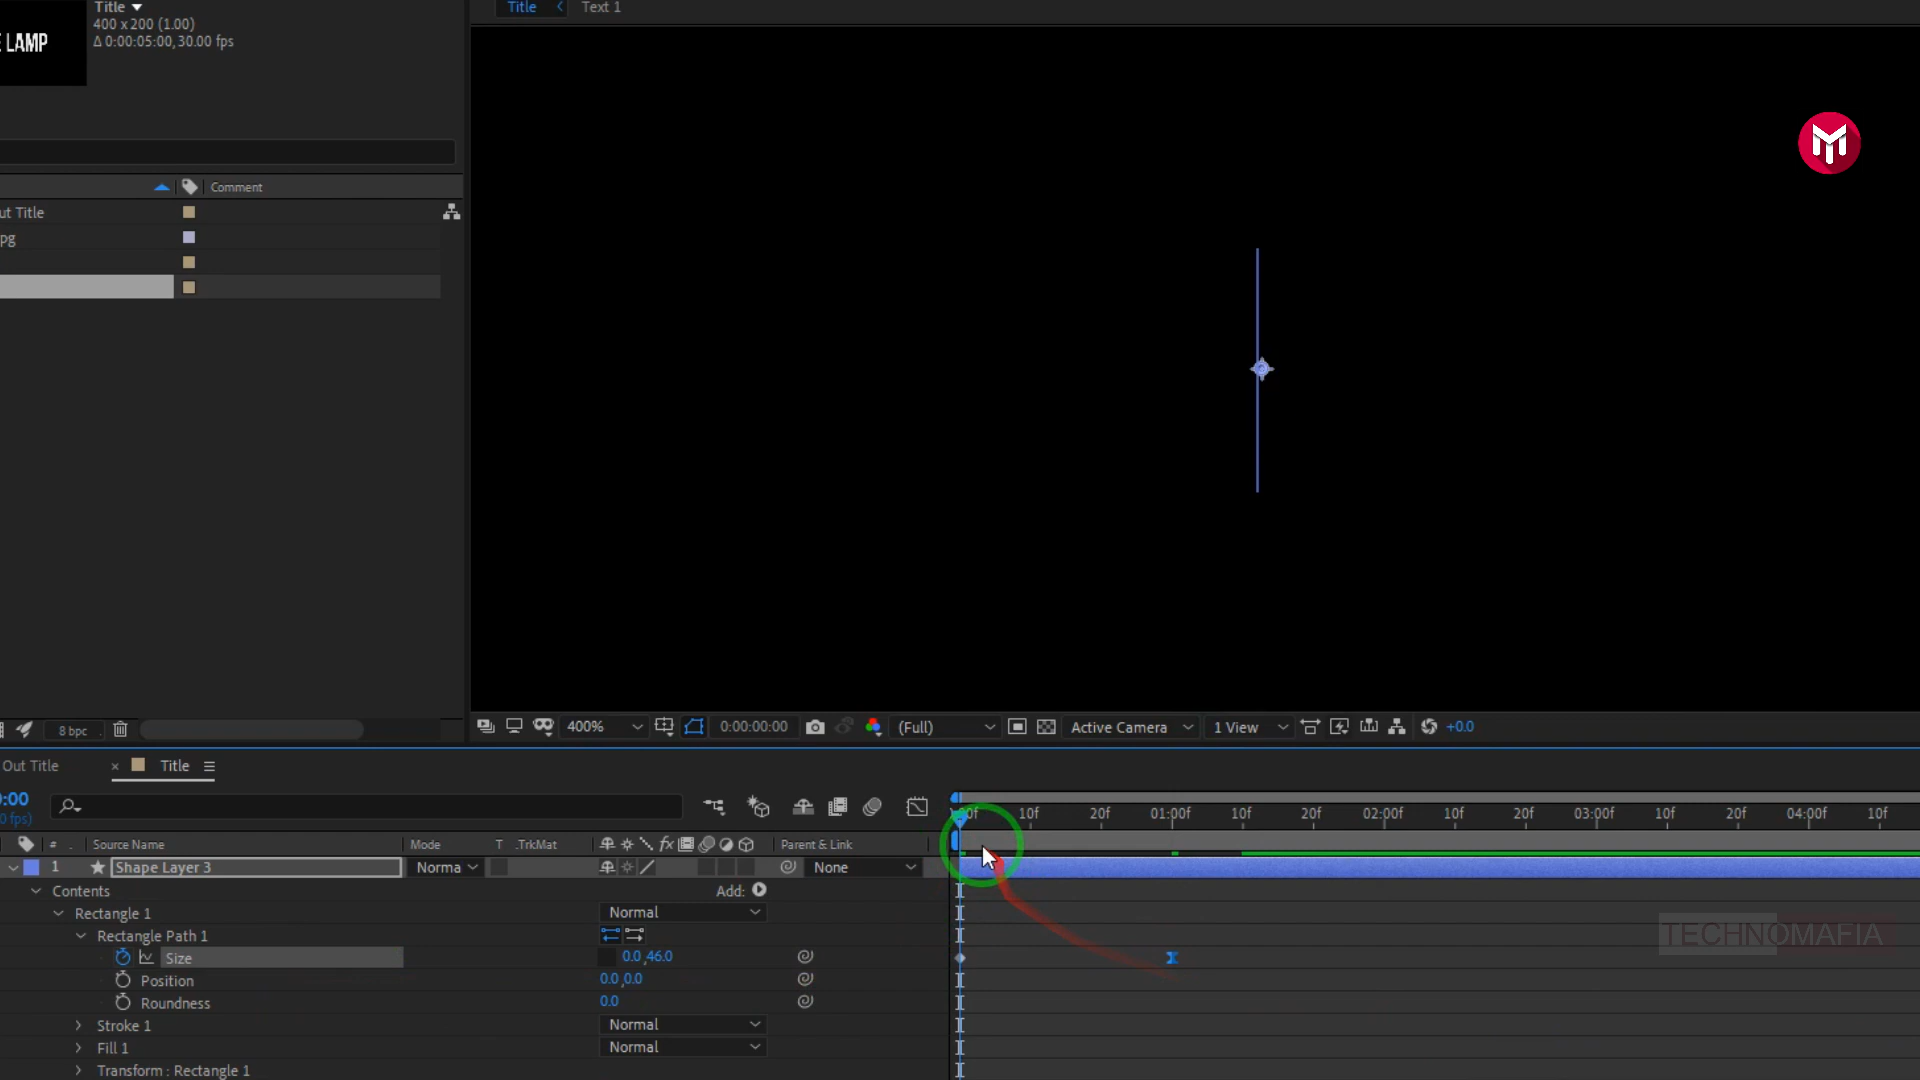 Title
400 x 200 (1.00)
Δ 0:00:05:00, 30.00 fps
E LAMP
Title < Text 1
Comment
ut Title
pg
8 bpc
400% 0:00:00:00 (Full) Active Camera 1 View +0.0
Out Title × Title
0:00
0 fps)
:00f 10f 20f 01:00f 10f 20f 02:00f 10f 20f 03:00f 10f 20f 04:00f 10f
# Source Name Mode T .TrkMat fx Parent & Link
1 Shape Layer 3 Norma None
Contents Add:
Rectangle 1 Normal
Rectangle Path 1
Size 0.0,46.0
Position 0.0,0.0
Roundness 0.0
Stroke 1 Normal
Fill 1 Normal
Transform : Rectangle 1
TECHNOMAFIA